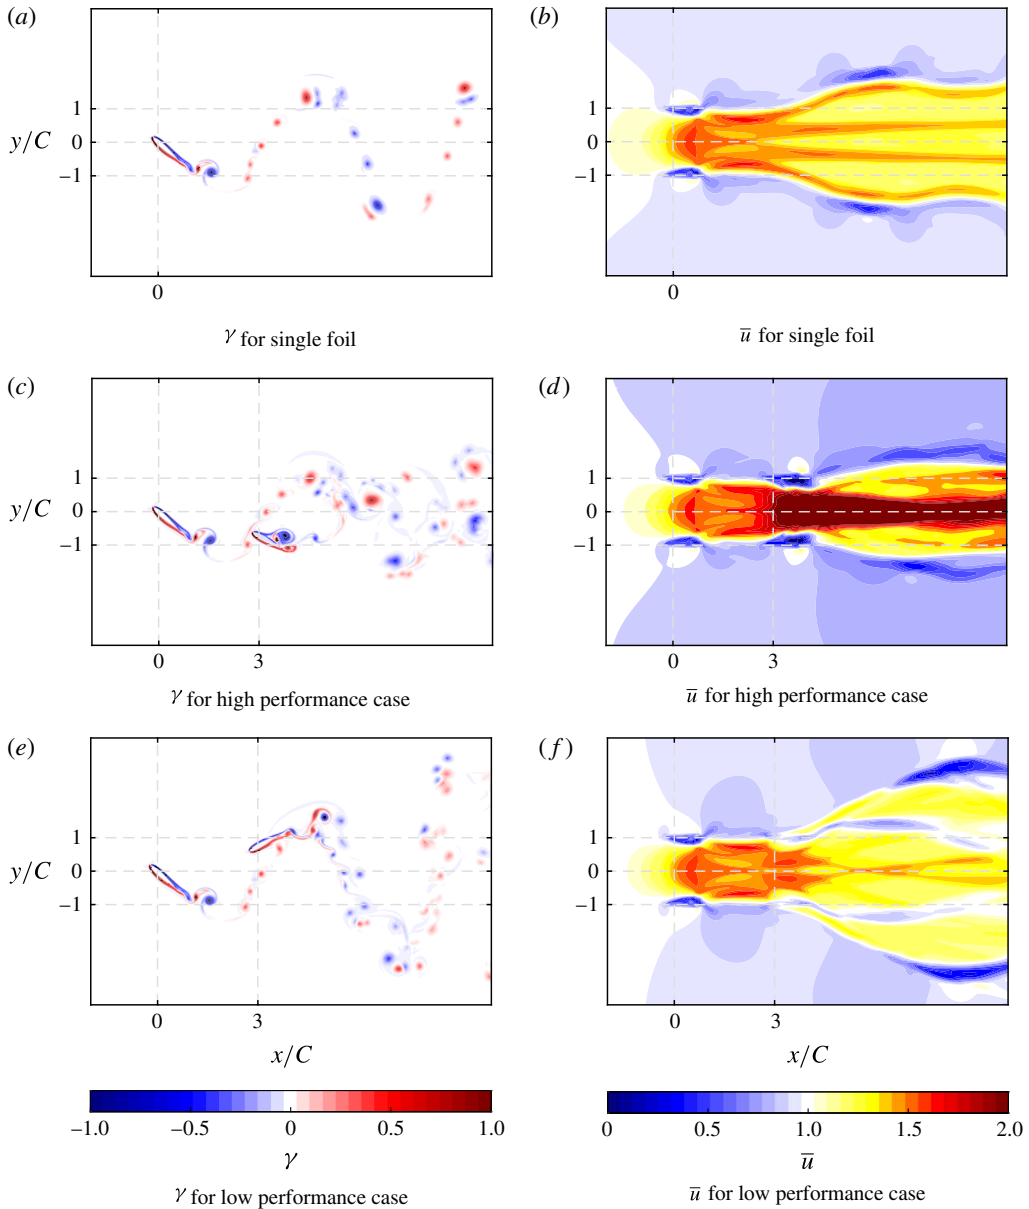 (a) (b)
1 1
y/C 0 0
−1 −1
0 0
γ for single foil u̅ for single foil
(c) (d)
1 1
y/C 0 0
−1 −1
0 3 0 3
γ for high performance case u̅ for high performance case
(e) (f)
1 1
y/C 0 0
−1 −1
0 3 0 3
x/C x/C
−1.0 −0.5 0 0.5 1.0 0 0.5 1.0 1.5 2.0
γ u̅
γ for low performance case u̅ for low performance case